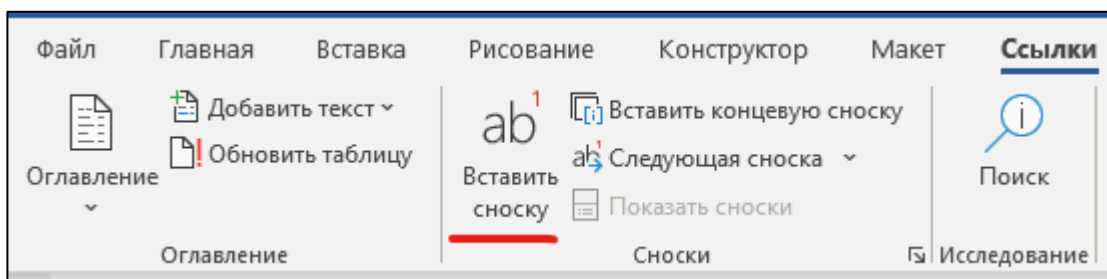 Файл Главная Вставка Рисование Конструктор Макет Ссылки
Оглавление
Добавить текст
Обновить таблицу
Оглавление
ab1
Вставить
сноску
[i] Вставить концевую сноску
ab1 Следующая сноска
Показать сноски
Сноски
i
Поиск
Исследование